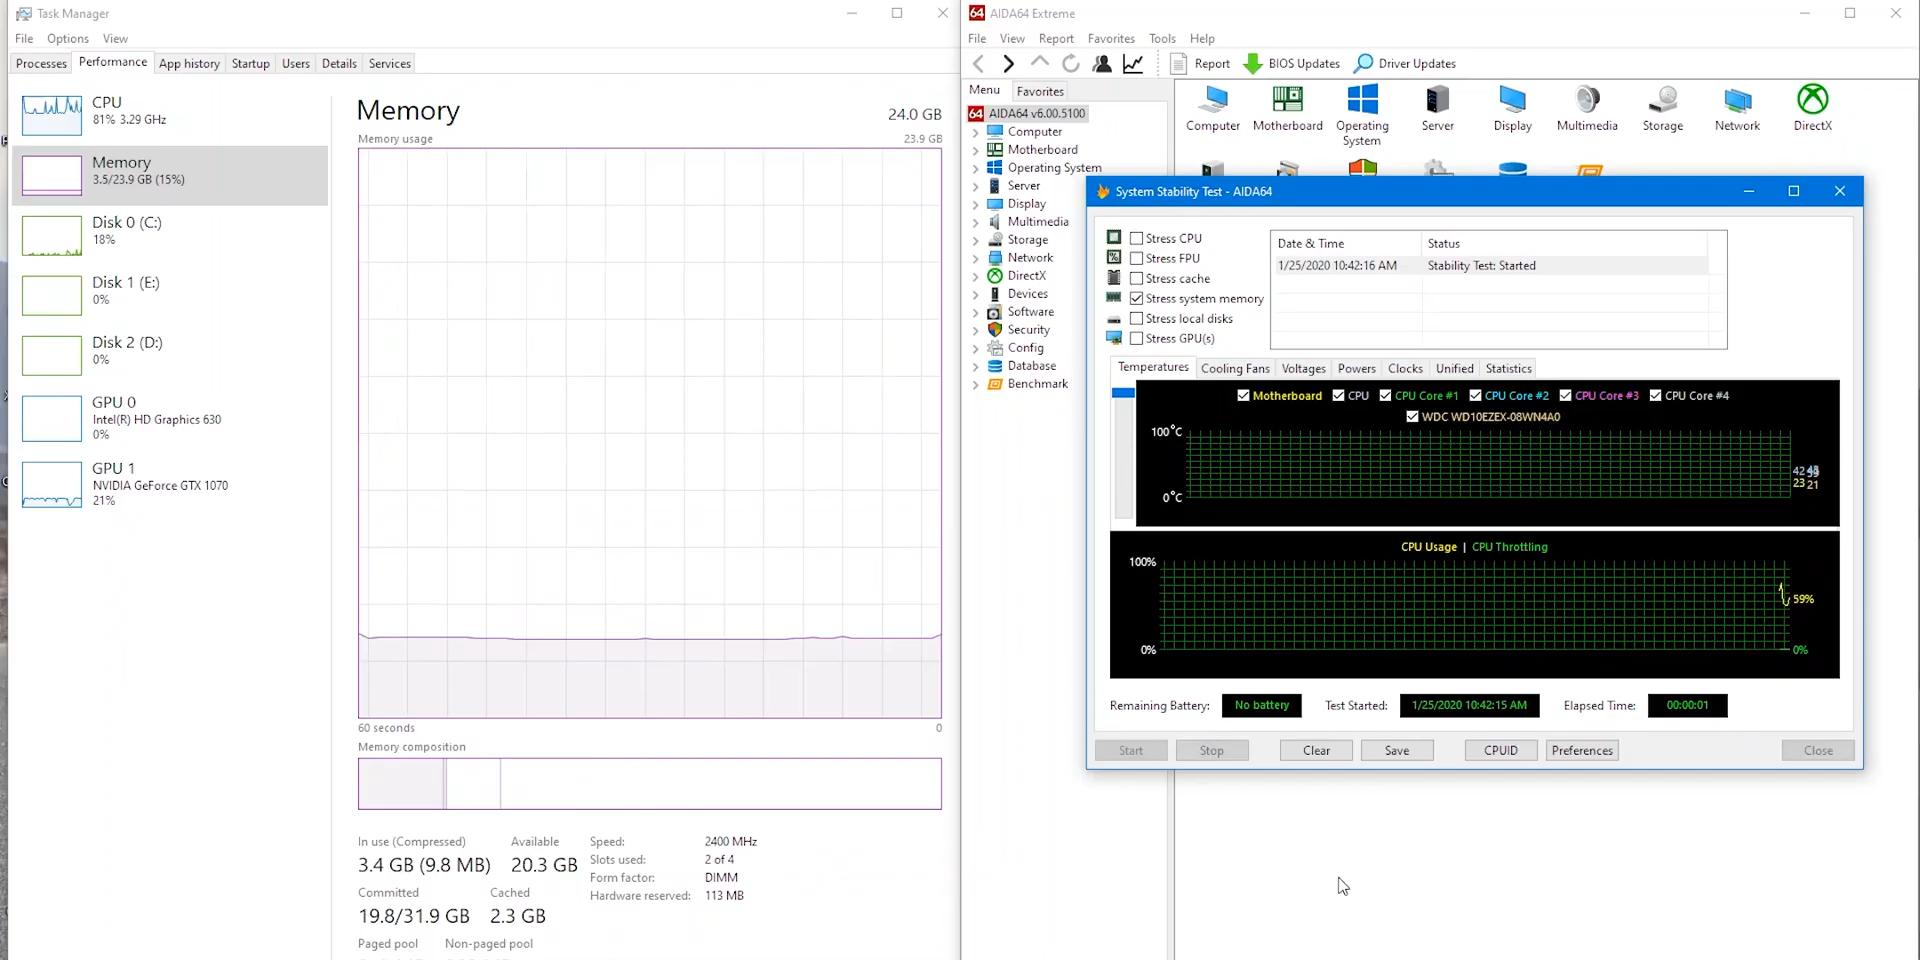 Task Manager
File Options View
Processes Performance App history Startup Users Details Services
CPU
81% 3.29 GHz
Memory
3.5/23.9 GB (15%)
Disk 0 (C:)
18%
Disk 1 (E:)
0%
Disk 2 (D:)
0%
GPU 0
Intel(R) HD Graphics 630
0%
GPU 1
NVIDIA GeForce GTX 1070
21%
Memory 24.0 GB
Memory usage 23.9 GB
60 seconds 0
Memory composition
In use (Compressed) Available
3.4 GB (9.8 MB) 20.3 GB
Committed Cached
19.8/31.9 GB 2.3 GB
Paged pool Non-paged pool
Speed: 2400 MHz
Slots used: 2 of 4
Form factor: DIMM
Hardware reserved: 113 MB
64 AIDA64 Extreme
File View Report Favorites Tools Help
Report BIOS Updates Driver Updates
Menu Favorites
64 AIDA64 v6.00.5100
Computer
Motherboard
Operating System
Server
Display
Multimedia
Storage
Network
DirectX
Devices
Software
Security
Config
Database
Benchmark
Computer Motherboard Operating System Server Display Multimedia Storage Network DirectX
System Stability Test - AIDA64
Stress CPU
Stress FPU
Stress cache
Stress system memory
Stress local disks
Stress GPU(s)
Date & Time Status
1/25/2020 10:42:16 AM Stability Test: Started
Temperatures Cooling Fans Voltages Powers Clocks Unified Statistics
Motherboard CPU CPU Core #1 CPU Core #2 CPU Core #3 CPU Core #4
WDC WD10EZEX-08WN4A0
100°C
42
23 21
0°C
CPU Usage | CPU Throttling
100%
59%
0% 0%
Remaining Battery: No battery Test Started: 1/25/2020 10:42:15 AM Elapsed Time: 00:00:01
Start Stop Clear Save CPUID Preferences Close